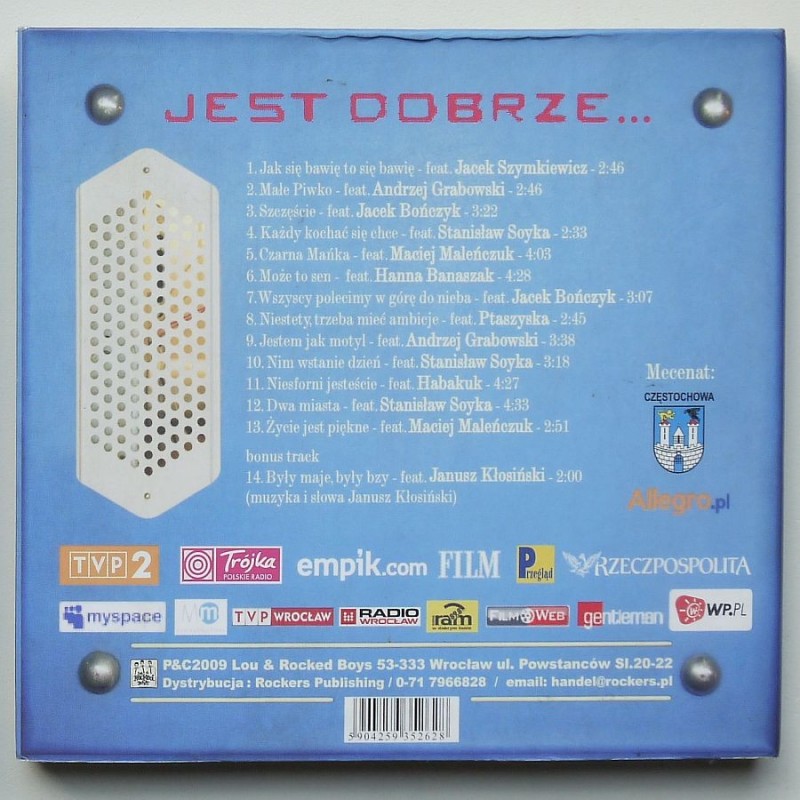 JEST DOBRZE...
1. Jak się bawię to się bawię - feat. Jacek Szymkiewicz - 2:46
2. Małe Piwko - feat. Andrzej Grabowski - 2:46
3. Szczęście - feat. Jacek Bończyk - 3:22
4. Każdy kochać się chce - feat. Stanisław Soyka - 2:33
5. Czarna Mańka - feat. Maciej Maleńczuk - 4:03
6. Może to sen - feat. Hanna Banaszak - 4:28
7. Wszyscy polecimy w górę do nieba - feat. Jacek Bończyk - 3:07
8. Niestety, trzeba mieć ambicje - feat. Ptaszyska - 2:45
9. Jestem jak motyl - feat. Andrzej Grabowski - 3:38
10. Nim wstanie dzień - feat. Stanisław Soyka - 3:18
11. Niesforni jesteście - feat. Habakuk - 4:27
12. Dwa miasta - feat. Stanisław Soyka - 4:33
13. Życie jest piękne - feat. Maciej Maleńczuk - 2:51
bonus track
14. Były maje, były bzy - feat. Janusz Kłosiński - 2:00
(muzyka i słowa Janusz Kłosiński)
Mecenat:
CZĘSTOCHOWA
Allegro.pl
TVP 2
Trójka
POLSKIE RADIO
empik.com
FILM
Przegląd
RZECZPOSPOLITA
myspace
TVP WROCŁAW
RADIO
WROCŁAW
ram
FILMWEB
gentleman
WP.PL
P&C2009 Lou & Rocked Boys 53-333 Wrocław ul. Powstańców Sl.20-22
Dystrybucja : Rockers Publishing / 0-71 7966828 / email: handel@rockers.pl
5904259352628